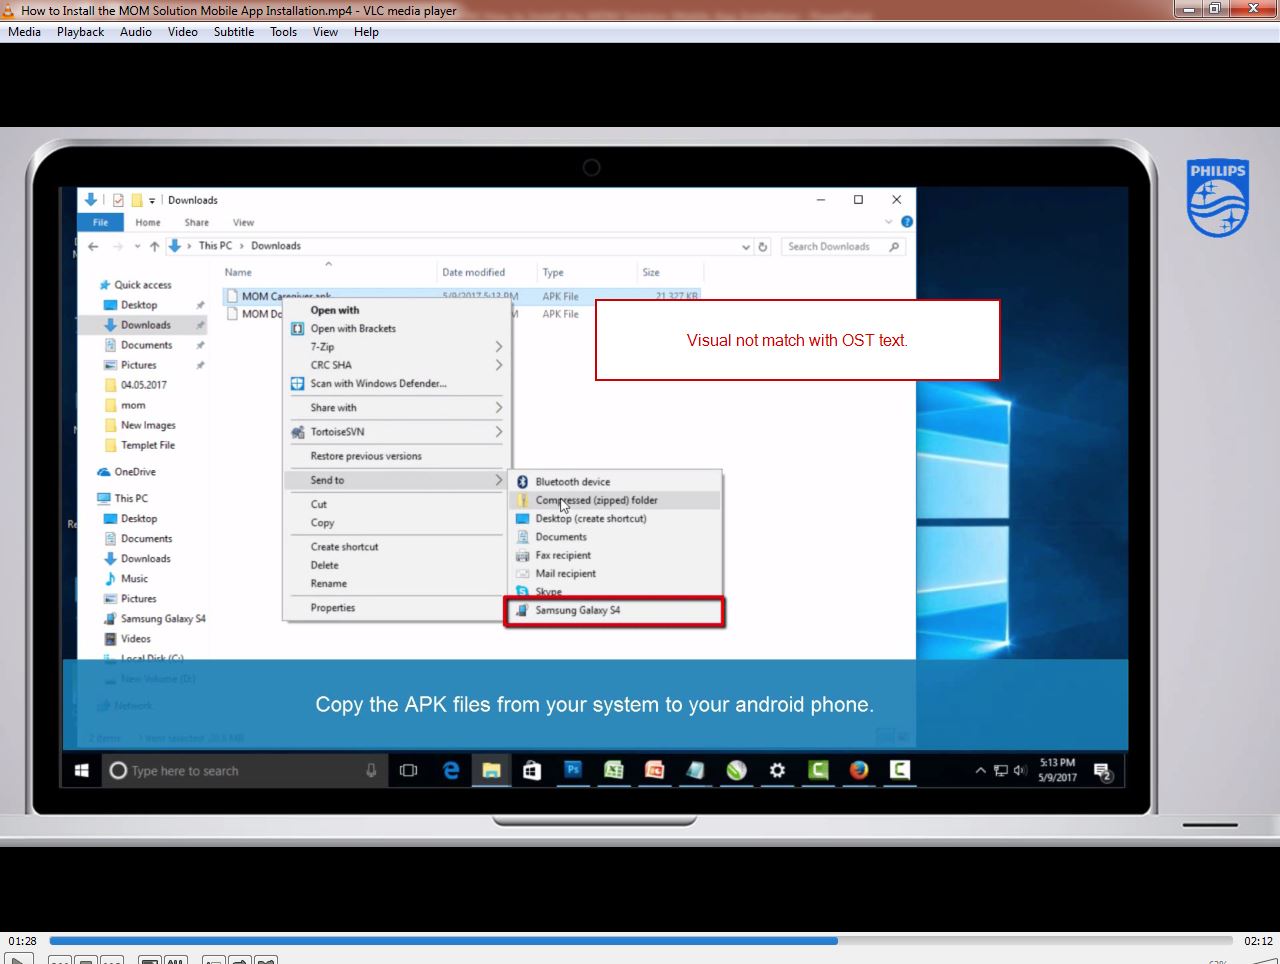 How to Install the MOM Solution Mobile App Installation.mp4 - VLC media player
Media Playback Audio Video Subtitle Tools View Help
PHILIPS
Downloads
File Home Share View
This PC > Downloads
Search Downloads
Name Date modified Type Size
Quick access
Desktop
Downloads
Documents
Pictures
04.05.2017
mom
New Images
Templet File
OneDrive
This PC
Desktop
Documents
Downloads
Music
Pictures
Samsung Galaxy S4
Videos
Local Disk (C:)
New Volume (D:)
Network
MOM Caregiver.apk 5/9/2017 5:13 PM APK File 21,327 KB
MOM Do M APK File
Open with
Open with Brackets
7-Zip
CRC SHA
Scan with Windows Defender...
Share with
TortoiseSVN
Restore previous versions
Send to
Cut
Copy
Create shortcut
Delete
Rename
Properties
Bluetooth device
Compressed (zipped) folder
Desktop (create shortcut)
Documents
Fax recipient
Mail recipient
Skype
Samsung Galaxy S4
Visual not match with OST text.
Re
Copy the APK files from your system to your android phone.
2 items 1 item selected
Type here to search
5:13 PM
5/9/2017
2
01:28
02:12